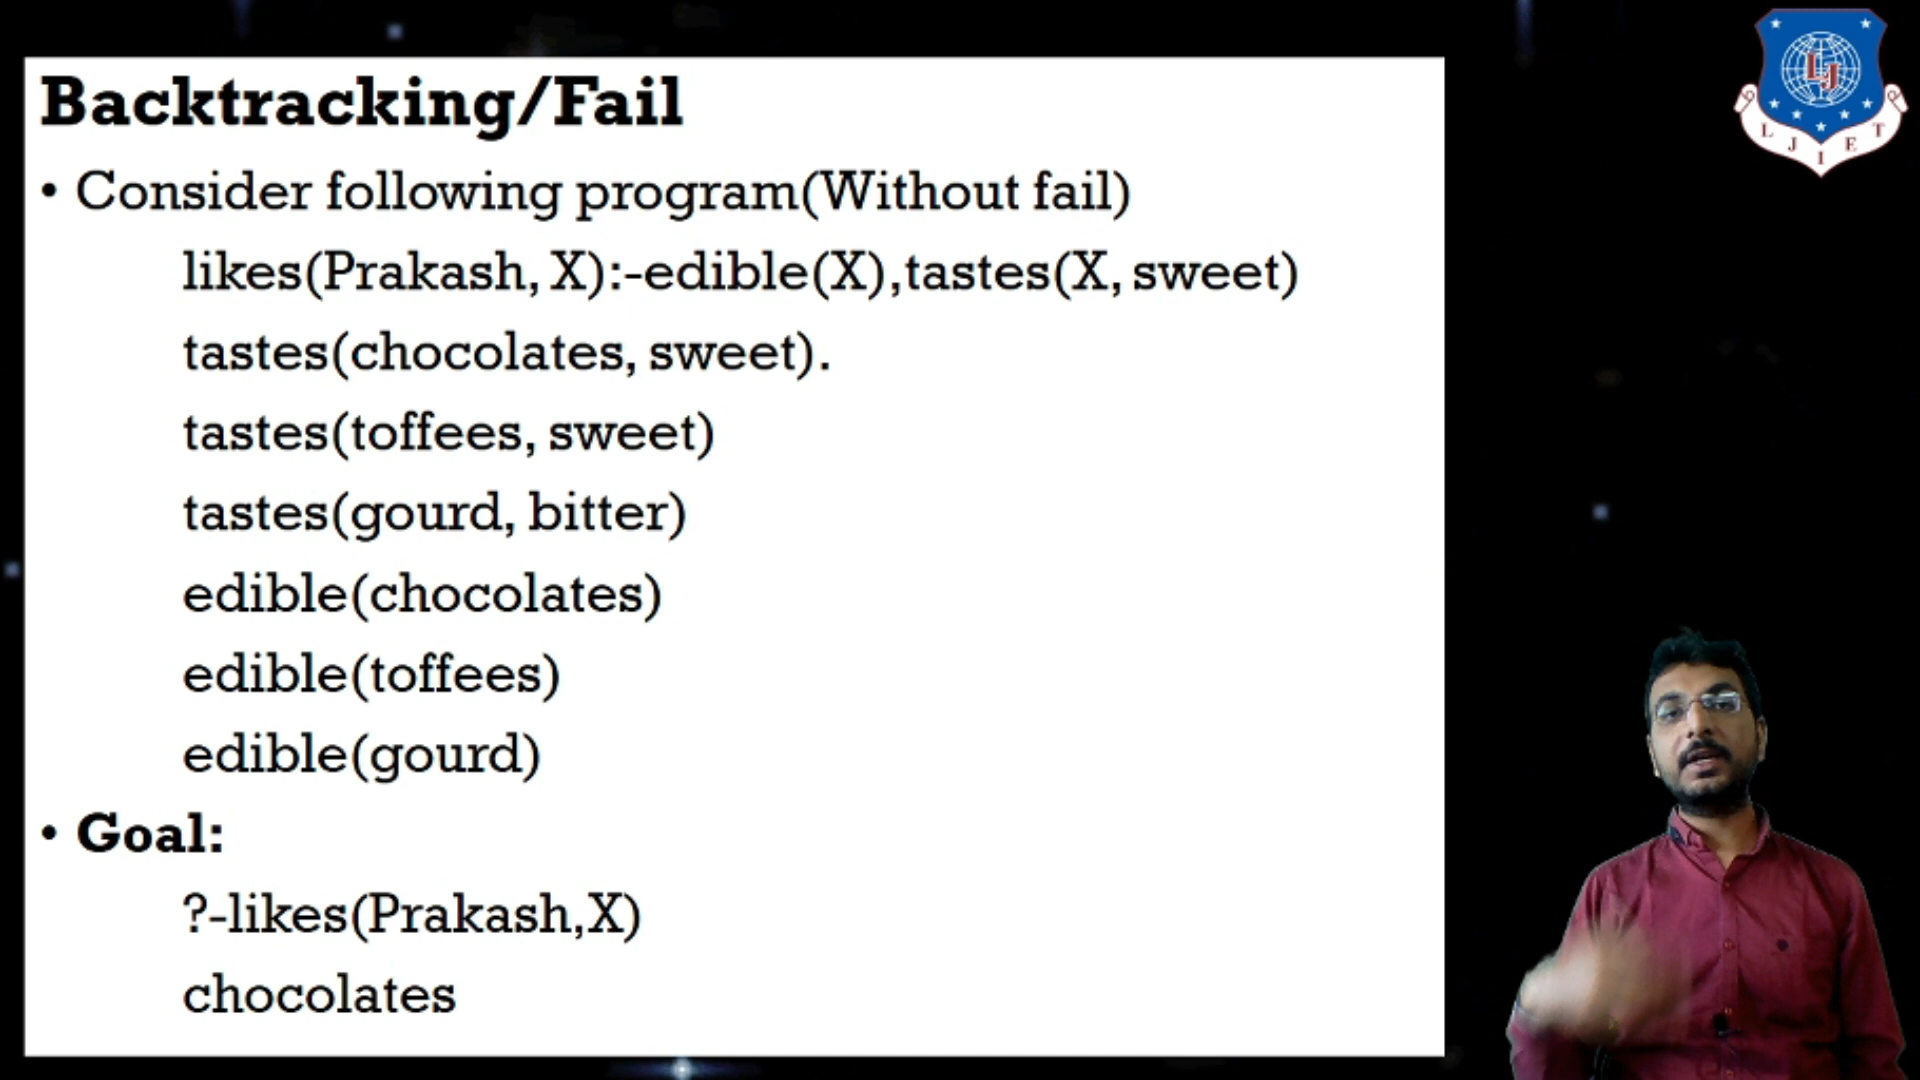 Backtracking/Fail
• Consider following program(Without fail)
likes(Prakash, X):-edible(X),tastes(X, sweet)
tastes(chocolates, sweet).
tastes(toffees, sweet)
tastes(gourd, bitter)
edible(chocolates)
edible(toffees)
edible(gourd)
• Goal:
?-likes(Prakash,X)
chocolates
LJ
L J I E T